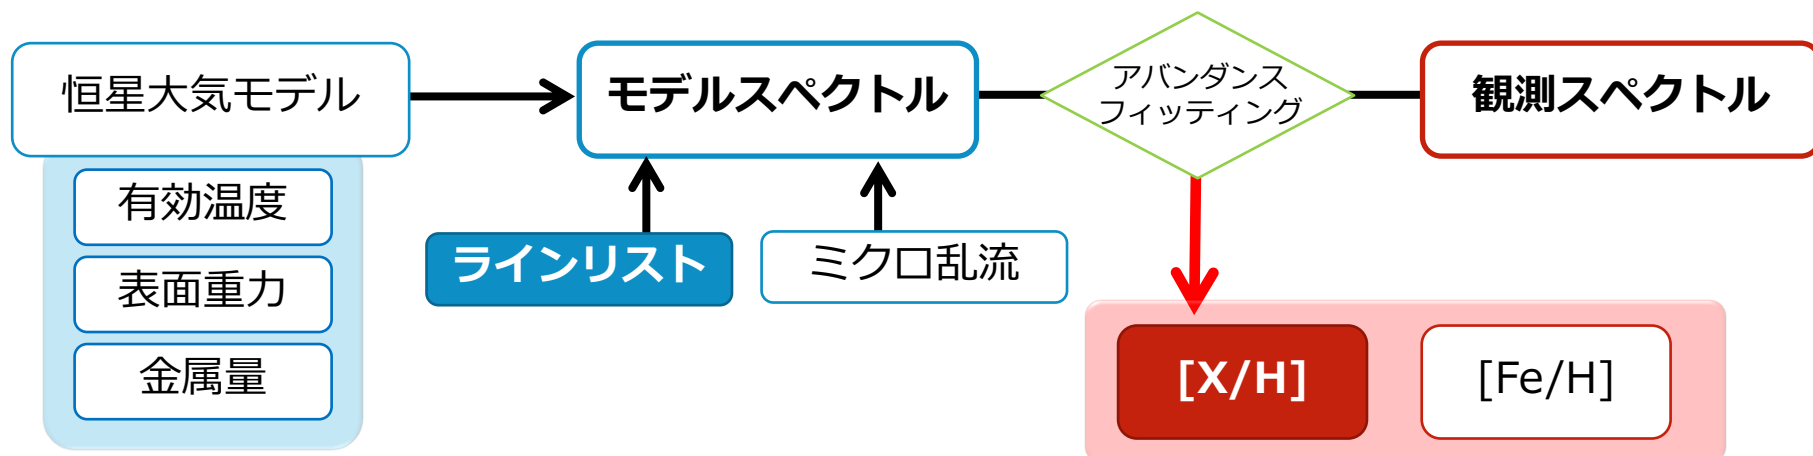 恒星大気モデル
モデルスペクトル
アバンダンス
フィッティング
観測スペクトル
有効温度
表面重力
金属量
ラインリスト
ミクロ乱流
[X/H]
[Fe/H]